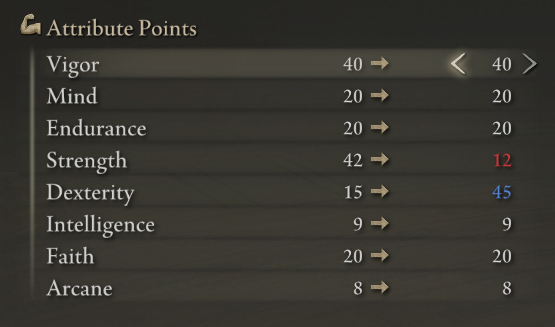 Attribute Points
Vigor 40 → < 40 >
Mind 20 → 20
Endurance 20 → 20
Strength 42 → 12
Dexterity 15 → 45
Intelligence 9 → 9
Faith 20 → 20
Arcane 8 → 8